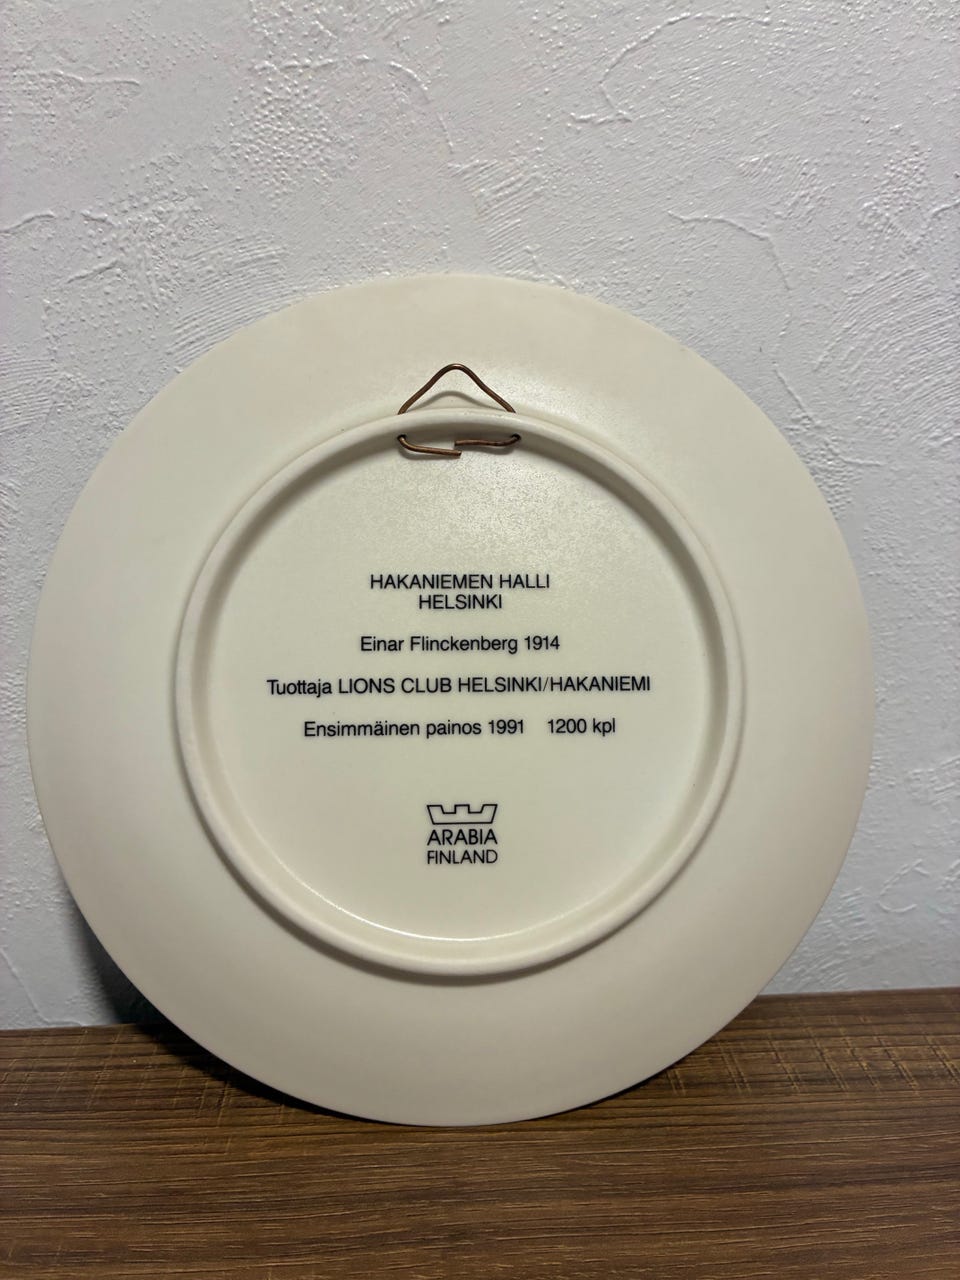 HAKANIEMEN HALLI
HELSINKI
Einar Flinckenberg 1914
Tuottaja LIONS CLUB HELSINKI/HAKANIEMI
Ensimmäinen painos 1991 1200 kpl
ARABIA
FINLAND